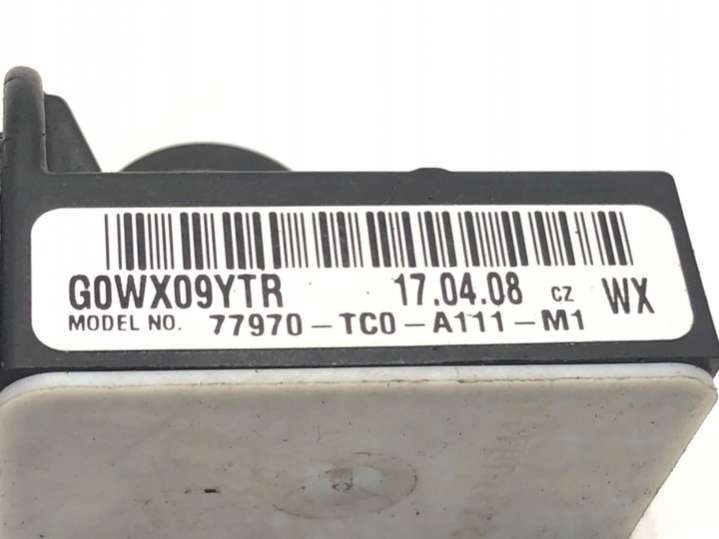 G0WX09YTR 17.04.08 CZ WX
MODEL NO. 77970-TC0-A111-M1